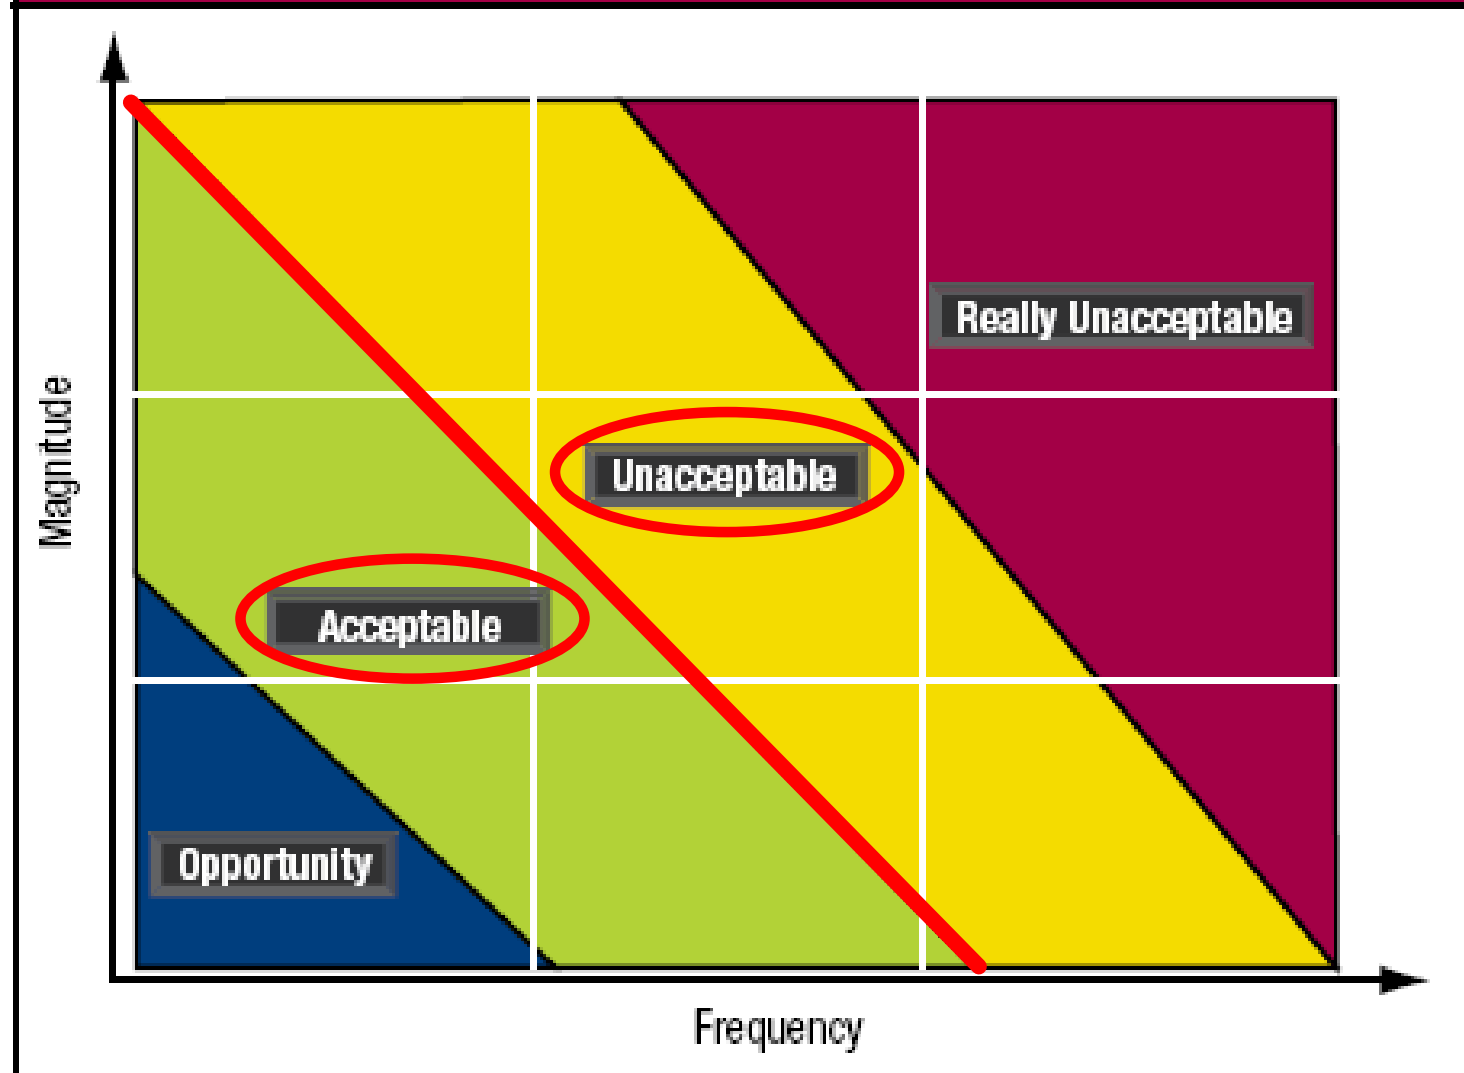 Really Unacceptable
Magnitude
Unacceptable
Acceptable
Opportunity
Frequency